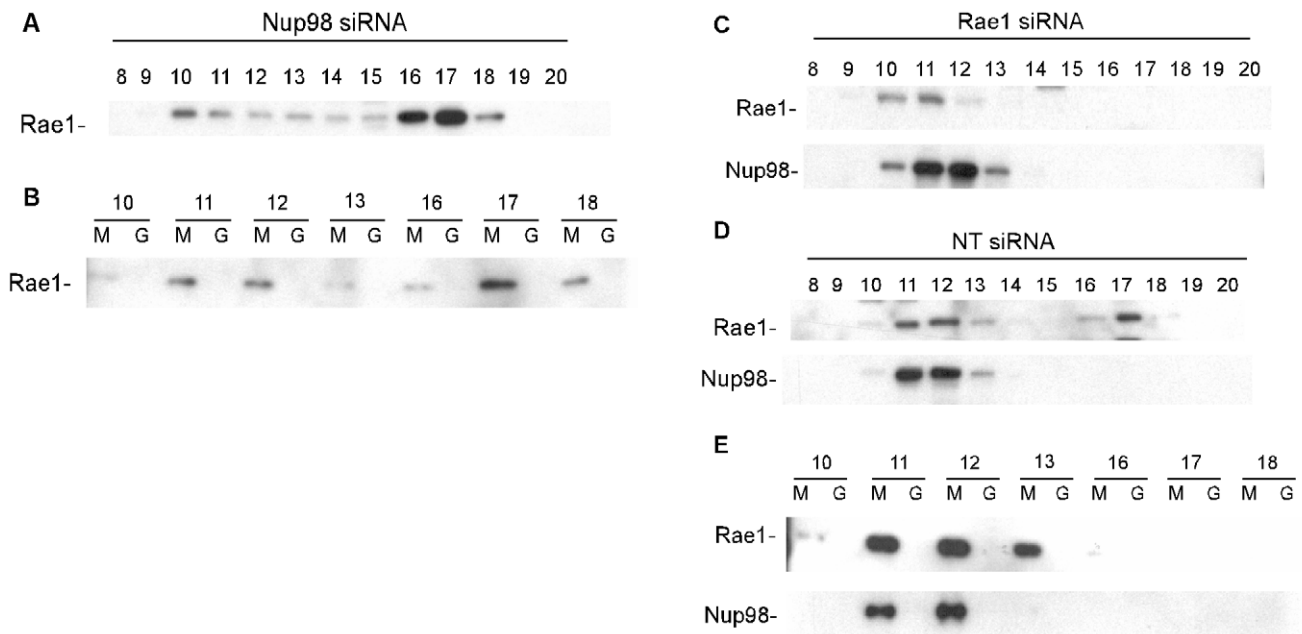 A
Nup98 siRNA
8 9 10 11 12 13 14 15 16 17 18 19 20
Rae1-
B
10 11 12 13 16 17 18
M G M G M G M G M G M G M G
Rae1-
C
Rae1 siRNA
8 9 10 11 12 13 14 15 16 17 18 19 20
Rae1-
Nup98-
D
NT siRNA
8 9 10 11 12 13 14 15 16 17 18 19 20
Rae1-
Nup98-
E
10 11 12 13 16 17 18
M G M G M G M G M G M G M G
Rae1-
Nup98-